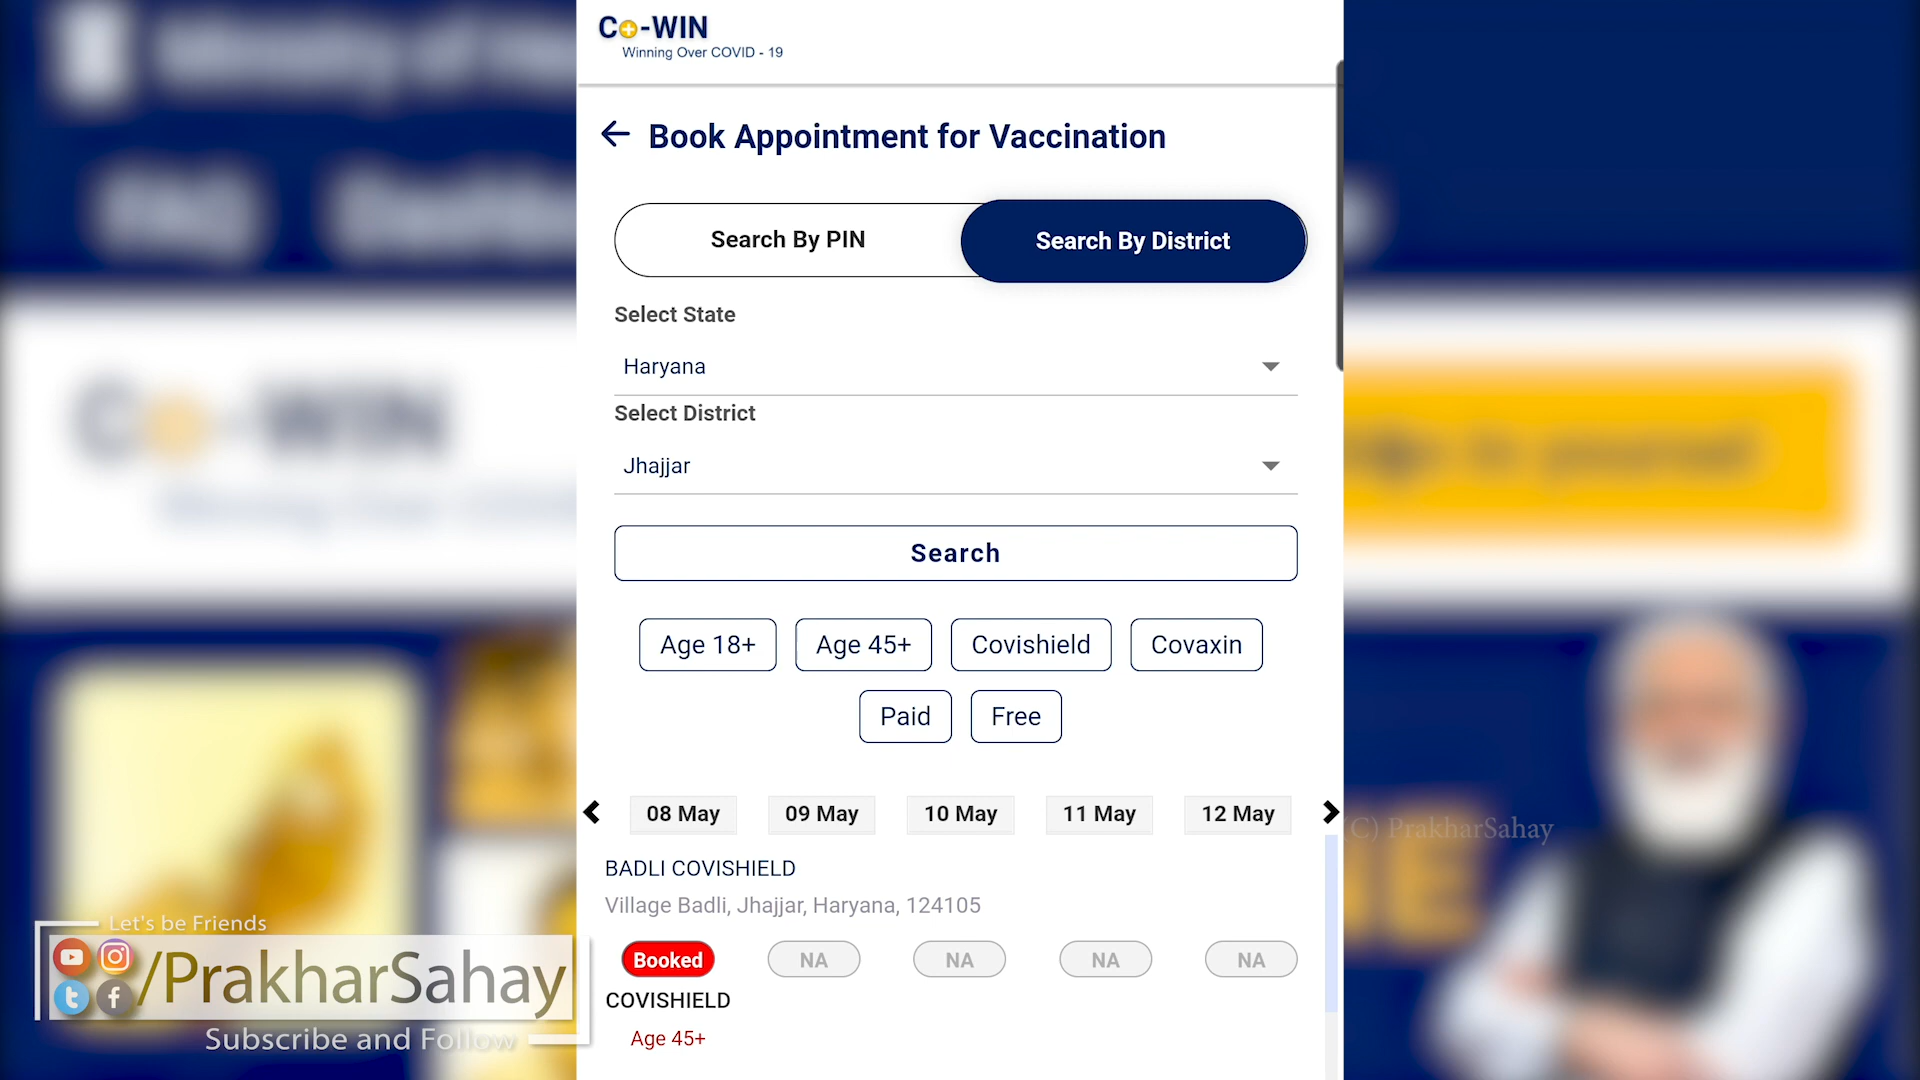 Co-WIN
Winning Over COVID - 19
Book Appointment for Vaccination
Search By PIN
Search By District
Select State
Haryana
Select District
Jhajjar
Search
Age 18+
Age 45+
Covishield
Covaxin
Paid
Free
08 May
09 May
10 May
11 May
12 May
BADLI COVISHIELD
Village Badli, Jhajjar, Haryana, 124105
Booked
NA
NA
NA
NA
COVISHIELD
Age 45+
Let's be Friends
/PrakharSahay
Subscribe and Follow
(C) PrakharSahay
Co-WIN
FAQ